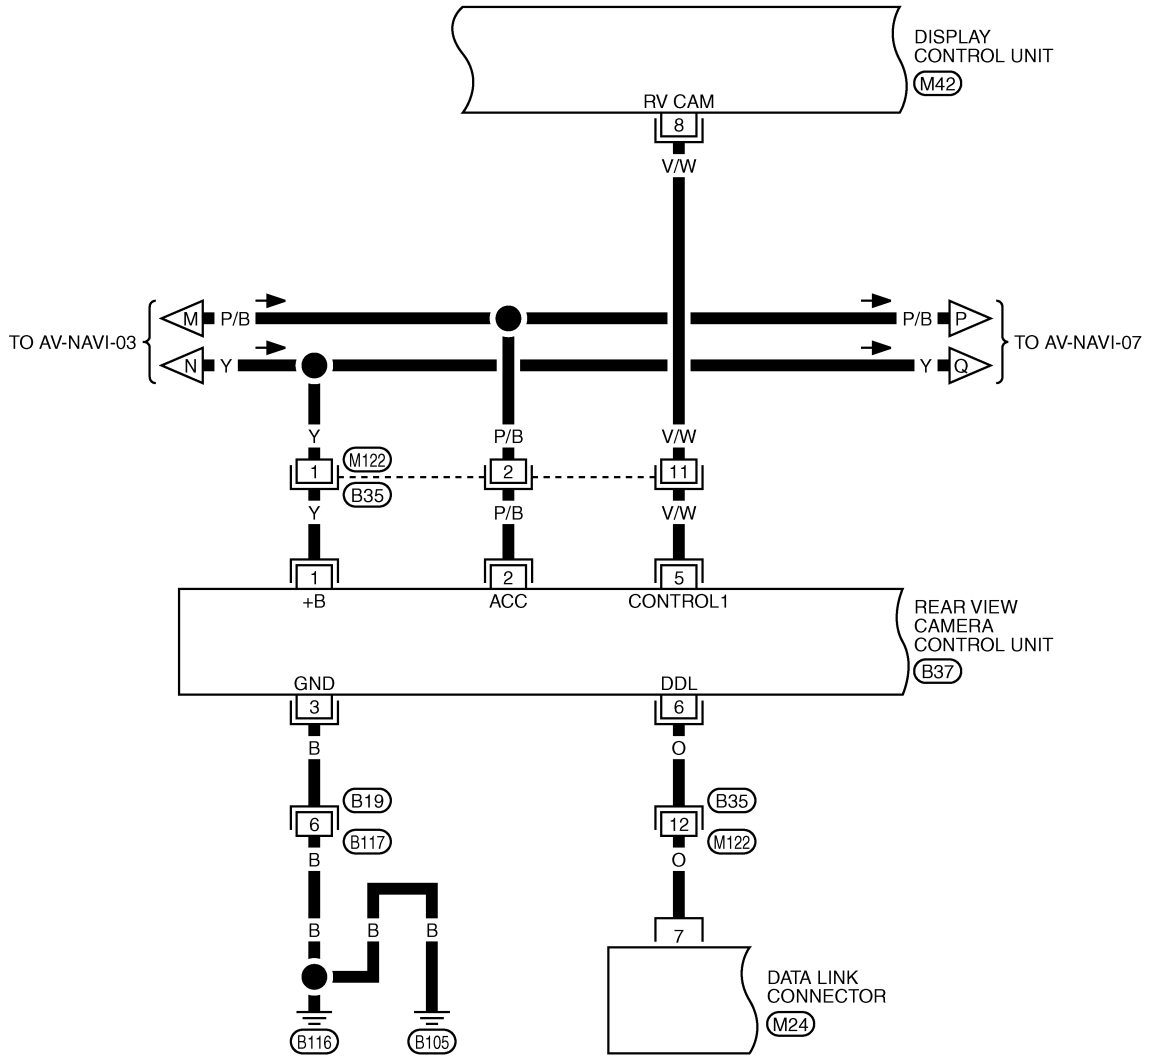 DISPLAY
CONTROL UNIT
M42
RV CAM
8
V/W
M P/B P/B P
TO AV-NAVI-03 TO AV-NAVI-07
N Y Y Q
Y P/B V/W
M122
1 2 11
B35
Y P/B V/W
1 2 5
+B ACC CONTROL1
REAR VIEW
CAMERA
CONTROL UNIT
B37
GND DDL
3 6
B O
B19 B35
6 12
B117 M122
B O
B B B
7
DATA LINK
CONNECTOR
M24
B116 B105